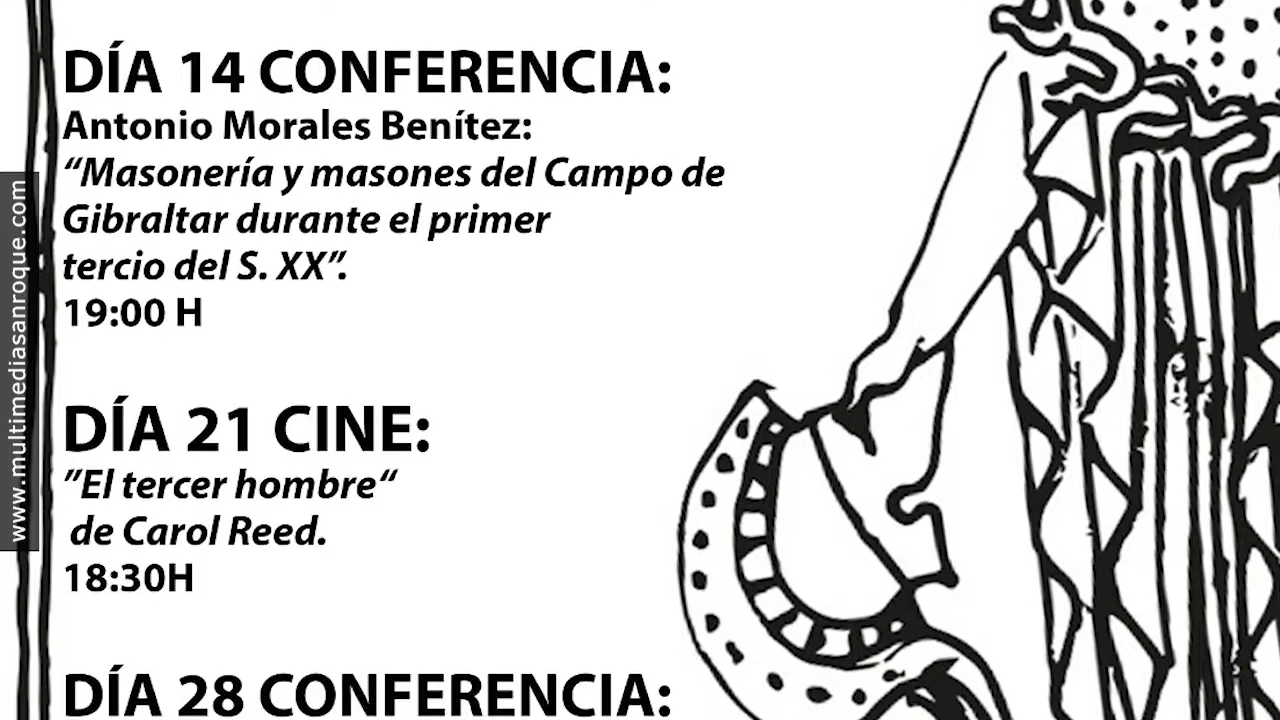 DÍA 14 CONFERENCIA:
Antonio Morales Benítez:
“Masonería y masones del Campo de
Gibraltar durante el primer
tercio del S. XX”.
19:00 H
DÍA 21 CINE:
”El tercer hombre“
de Carol Reed.
18:30H
DÍA 28 CONFERENCIA:
www.multimediasanroque.com